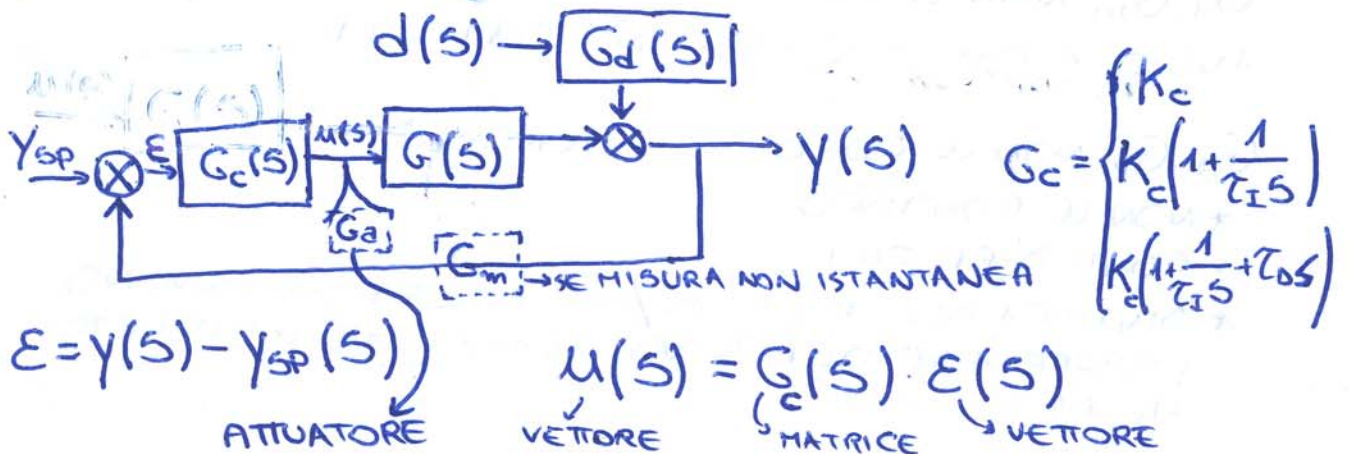 d(s) → Gd(s)
YSP ε Gc(s) u(s) G(s) y(s)
Ga
Gm → SE MISURA NON ISTANTANEA
Gc = { Kc
Kc(1+1/τIs)
Kc(1+1/τIs+τDs)
ε = y(s) - ySP(s)
u(s) = Gc(s) · ε(s)
ATTUATORE VETTORE MATRICE VETTORE